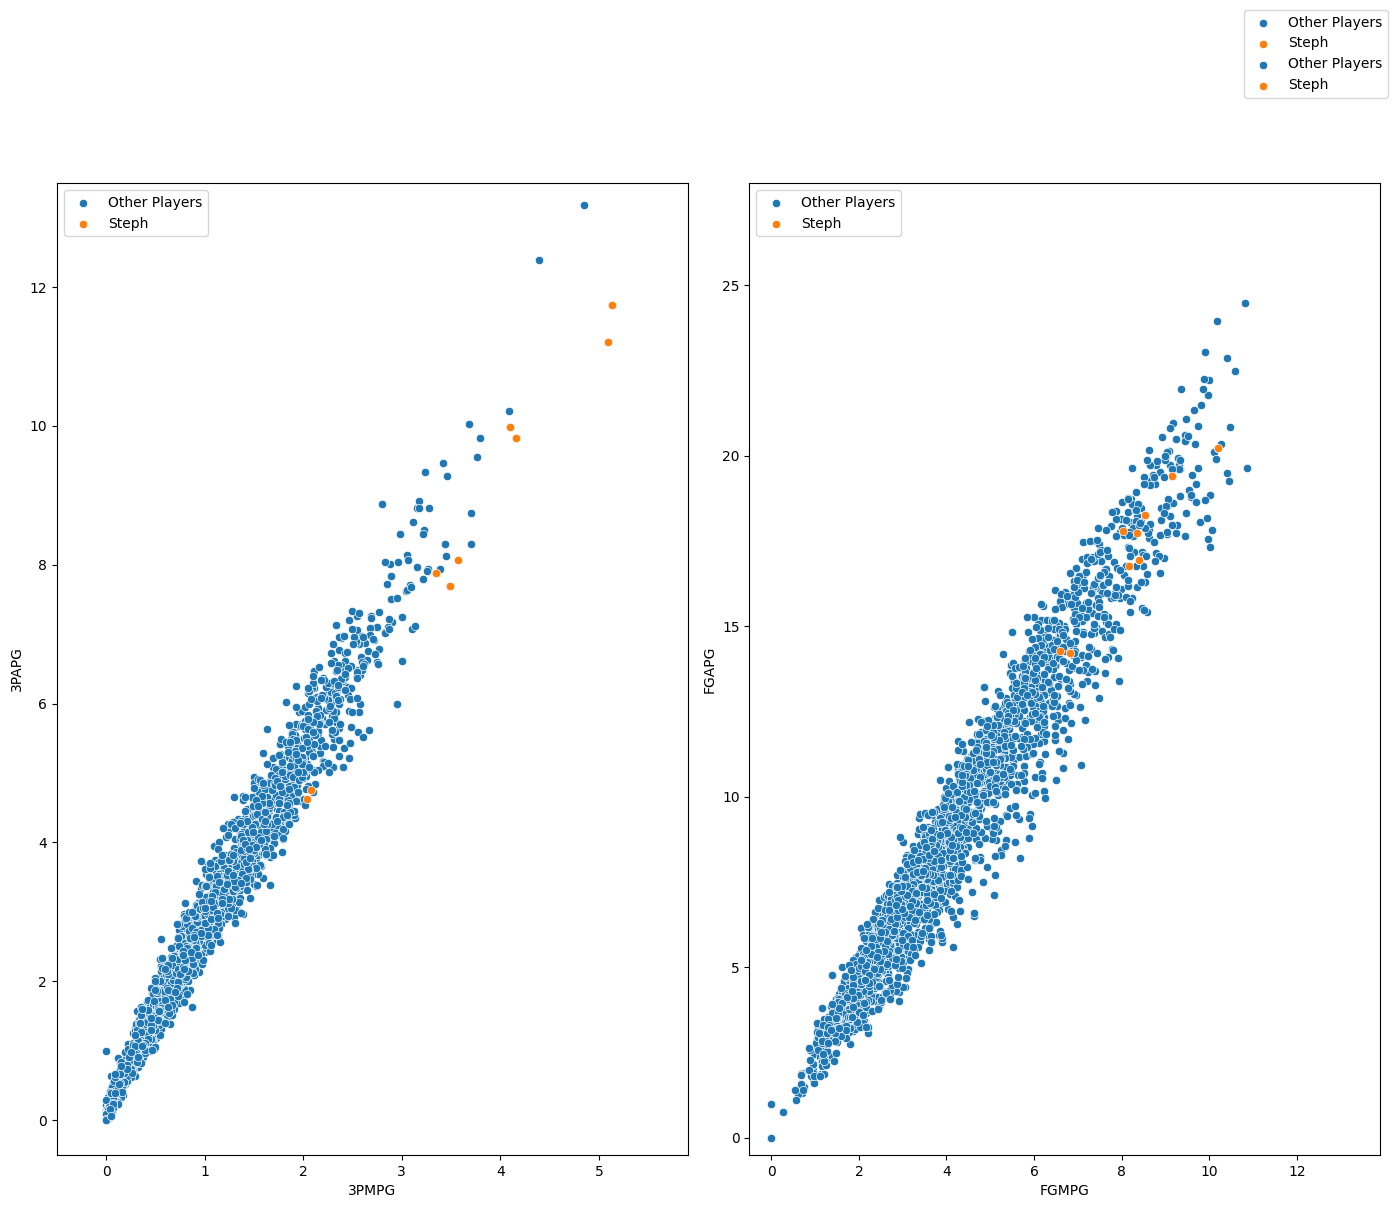 Other Players
Steph
Other Players
Steph
Other Players
Steph
12
10
8
6
4
2
0
3PAPG
0 1 2 3 4 5
3PMPG
Other Players
Steph
25
20
15
10
5
0
FGAPG
0 2 4 6 8 10 12
FGMPG